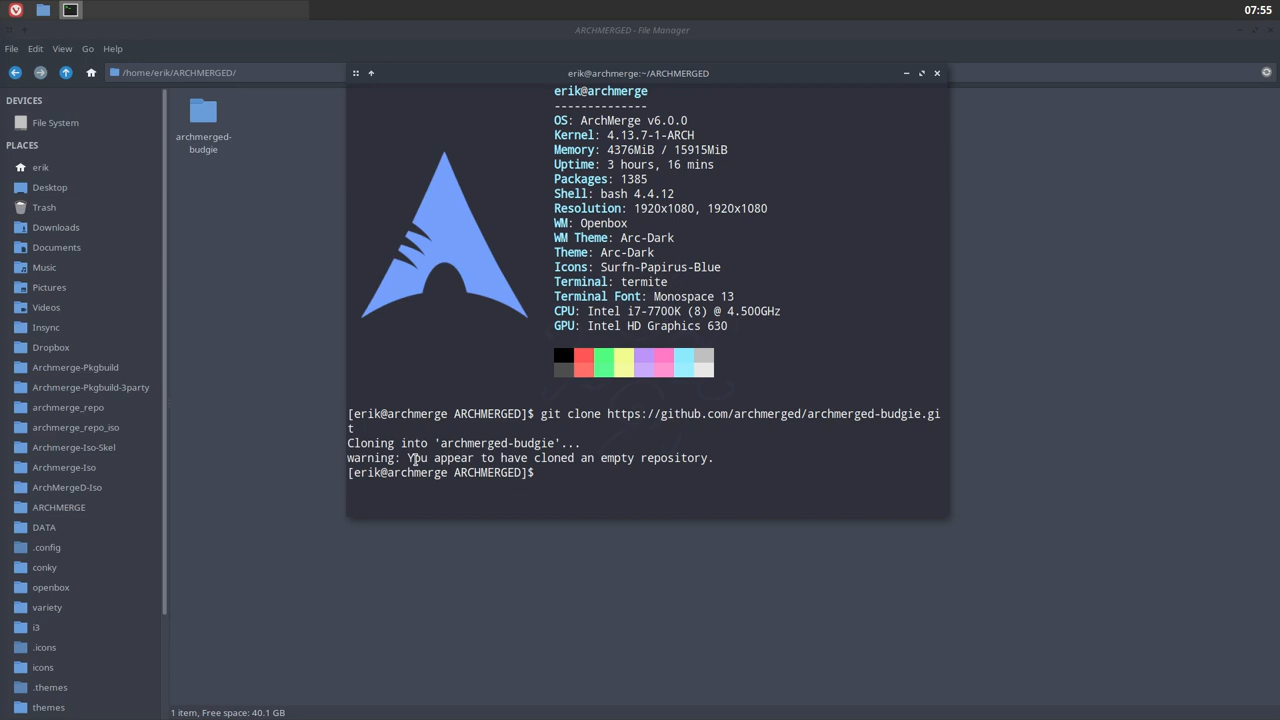 07:55
ARCHMERGED - File Manager
File Edit View Go Help
/home/erik/ARCHMERGED/
DEVICES
File System
PLACES
erik
Desktop
Trash
Downloads
Documents
Music
Pictures
Videos
Insync
Dropbox
Archmerge-Pkgbuild
Archmerge-Pkgbuild-3party
archmerge_repo
archmerge_repo_iso
Archmerge-Iso-Skel
Archmerge-Iso
ArchMergeD-Iso
ARCHMERGE
DATA
.config
conky
openbox
variety
i3
.icons
icons
.themes
themes
archmerged-
budgie
1 item, Free space: 40.1 GB
erik@archmerge:~/ARCHMERGED
erik@archmerge
--------------
OS: ArchMerge v6.0.0
Kernel: 4.13.7-1-ARCH
Memory: 4376MiB / 15915MiB
Uptime: 3 hours, 16 mins
Packages: 1385
Shell: bash 4.4.12
Resolution: 1920x1080, 1920x1080
WM: Openbox
WM Theme: Arc-Dark
Theme: Arc-Dark
Icons: Surfn-Papirus-Blue
Terminal: termite
Terminal Font: Monospace 13
CPU: Intel i7-7700K (8) @ 4.500GHz
GPU: Intel HD Graphics 630
[erik@archmerge ARCHMERGED]$ git clone https://github.com/archmerged/archmerged-budgie.gi
t
Cloning into 'archmerged-budgie'...
warning: You appear to have cloned an empty repository.
[erik@archmerge ARCHMERGED]$